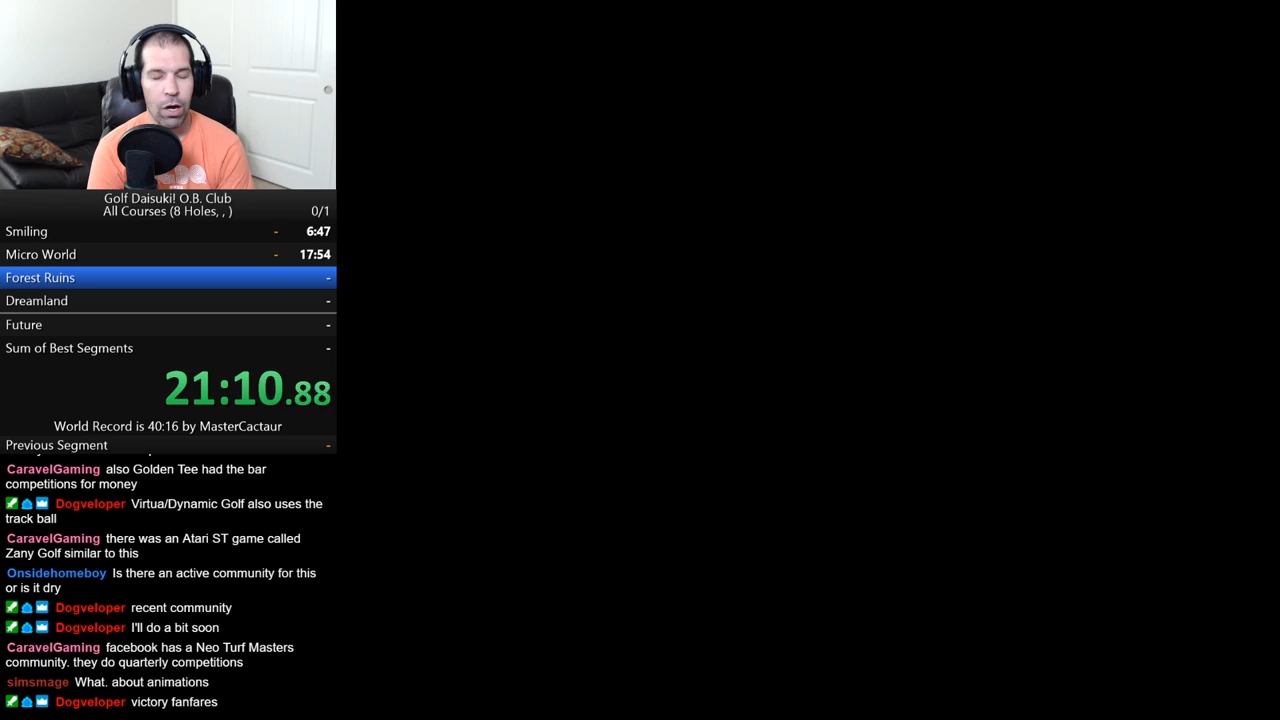 Golf Daisuki! O.B. Club
All Courses (8 Holes, , ) 0/1
Smiling - 6:47
Micro World - 17:54
Forest Ruins -
Dreamland -
Future -
Sum of Best Segments -
21:10.88
World Record is 40:16 by MasterCactaur
Previous Segment -
CaravelGaming also Golden Tee had the bar
competitions for money
Dogveloper Virtua/Dynamic Golf also uses the
track ball
CaravelGaming there was an Atari ST game called
Zany Golf similar to this
Onsidehomeboy Is there an active community for this
or is it dry
Dogveloper recent community
Dogveloper I'll do a bit soon
CaravelGaming facebook has a Neo Turf Masters
community. they do quarterly competitions
simsmage What. about animations
Dogveloper victory fanfares